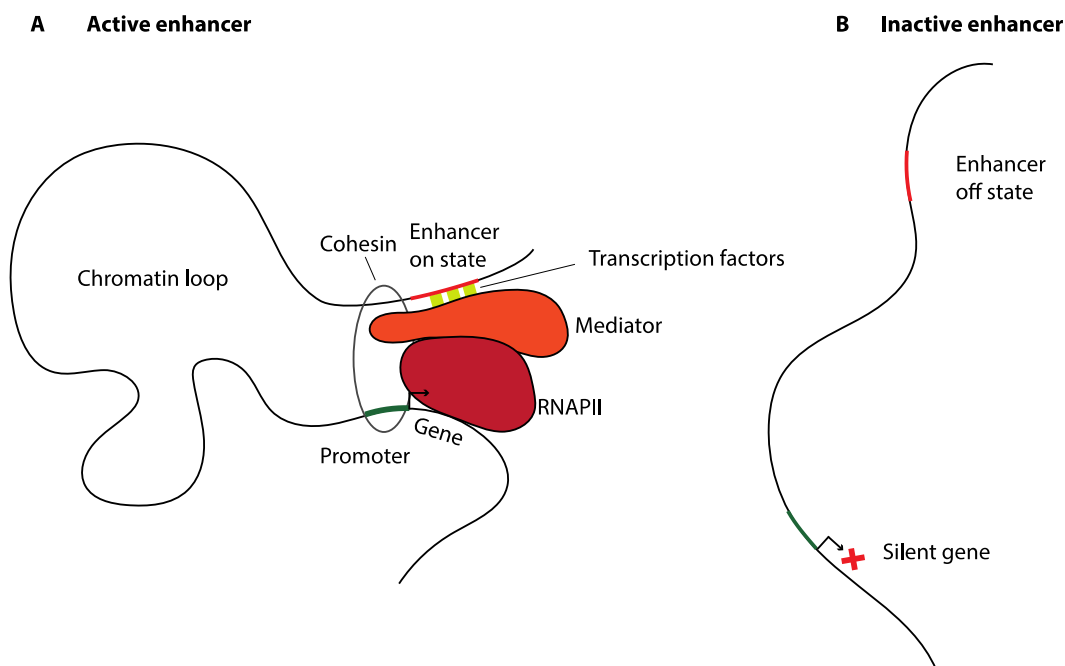 A Active enhancer
B Inactive enhancer
Enhancer
off state
Cohesin
Enhancer
on state
Transcription factors
Chromatin loop
Mediator
RNAPII
Gene
Promoter
Silent gene